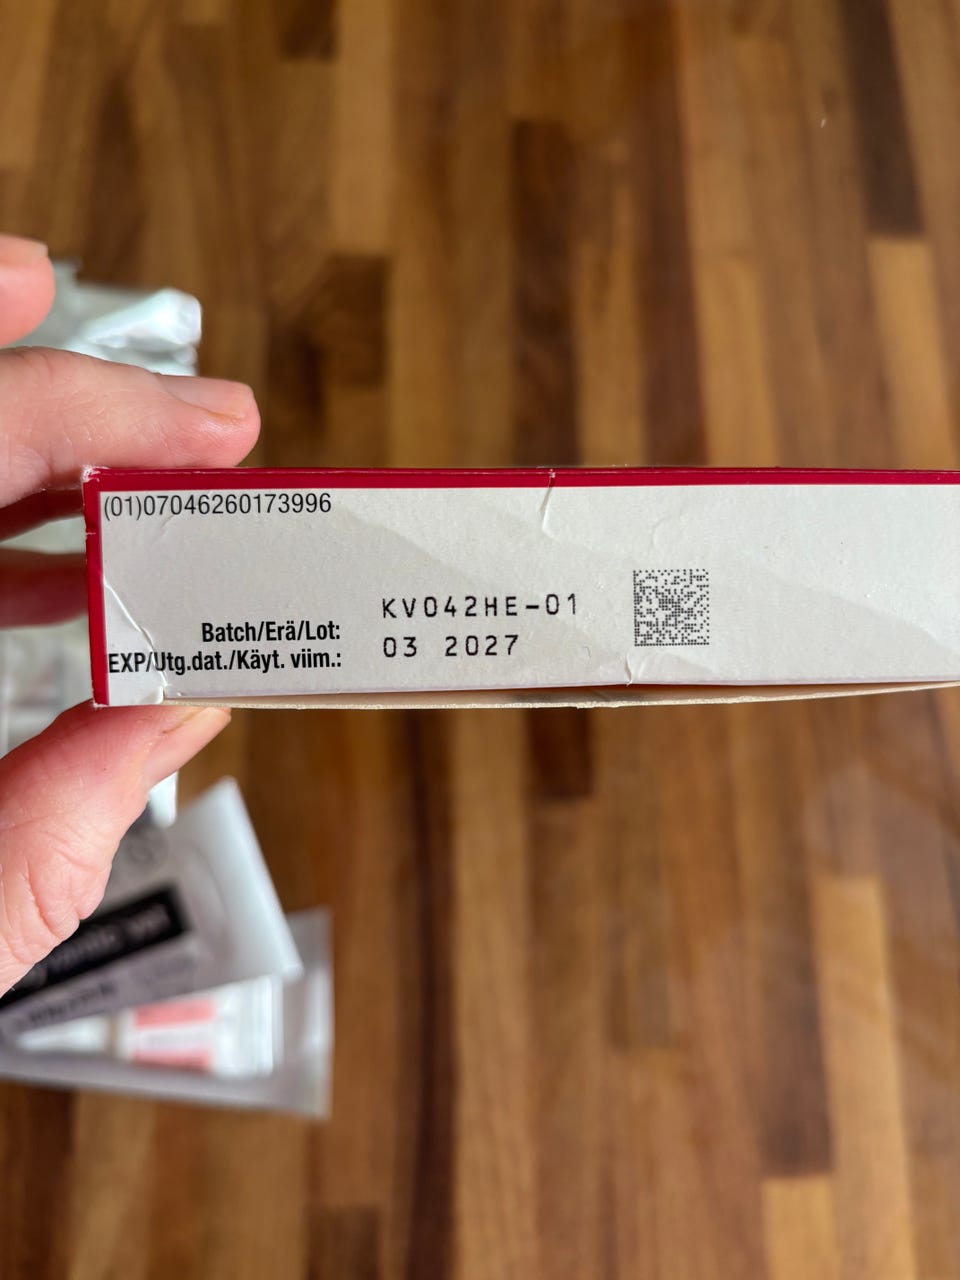 (01)07046260173996
Batch/Erä/Lot: KV042HE-01
EXP/Utg.dat./Käyt. viim.: 03 2027